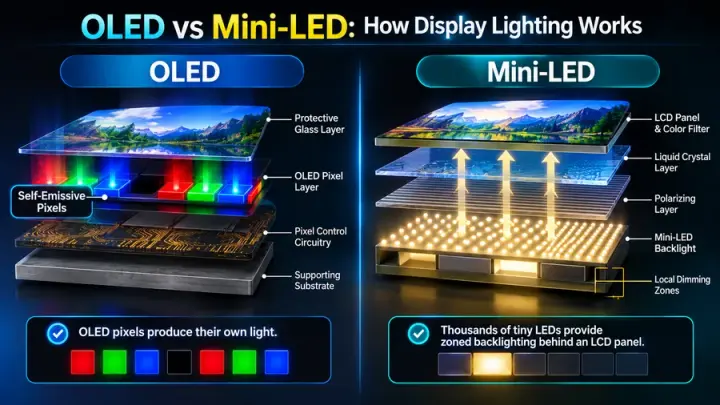 OLED vs Mini-LED: How Display Lighting Works
OLED
Protective
Glass Layer
OLED Pixel
Layer
Self-Emissive
Pixels
Pixel Control
Circuitry
Supporting
Substrate
OLED pixels produce their own light.
Mini-LED
LCD Panel
& Color Filter
Liquid Crystal
Layer
Polarizing
Layer
Mini-LED
Backlight
Local Dimming
Zones
Thousands of tiny LEDs provide
zoned backlighting behind an LCD panel.